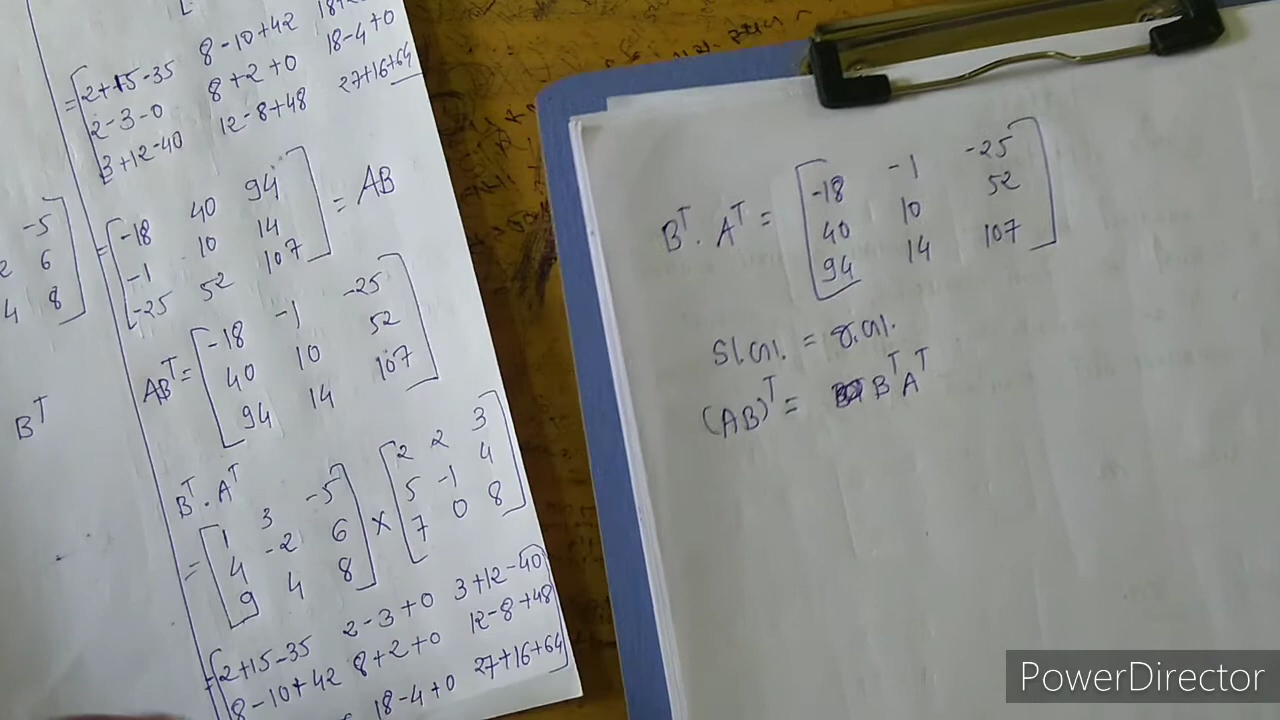 = [ 2+15-35 8-10+42
2-3-0 8+2+0 18-4+0
3+12-40 12-8+48 27+16+64
-5
6
4 8
= [ -18 40 94
-1 10 14
-25 52 107 ] = AB
AB^T = [ -18 -1 -25
40 10 52
94 14 107 ]
B^T
B^T . A^T
= [ 1 3 -5
4 -2 6
9 4 8 ] × [ 2 2 3
5 -1 4
7 0 8 ]
= [ 2+15-35 2-3+0 3+12-40
8-10+42 8+2+0 12-8+48
18-4+0 27+16+64 ]
B^T . A^T = [ -18 -1 -25
40 10 52
94 14 107 ]
(AB)^T = B^T A^T
PowerDirector